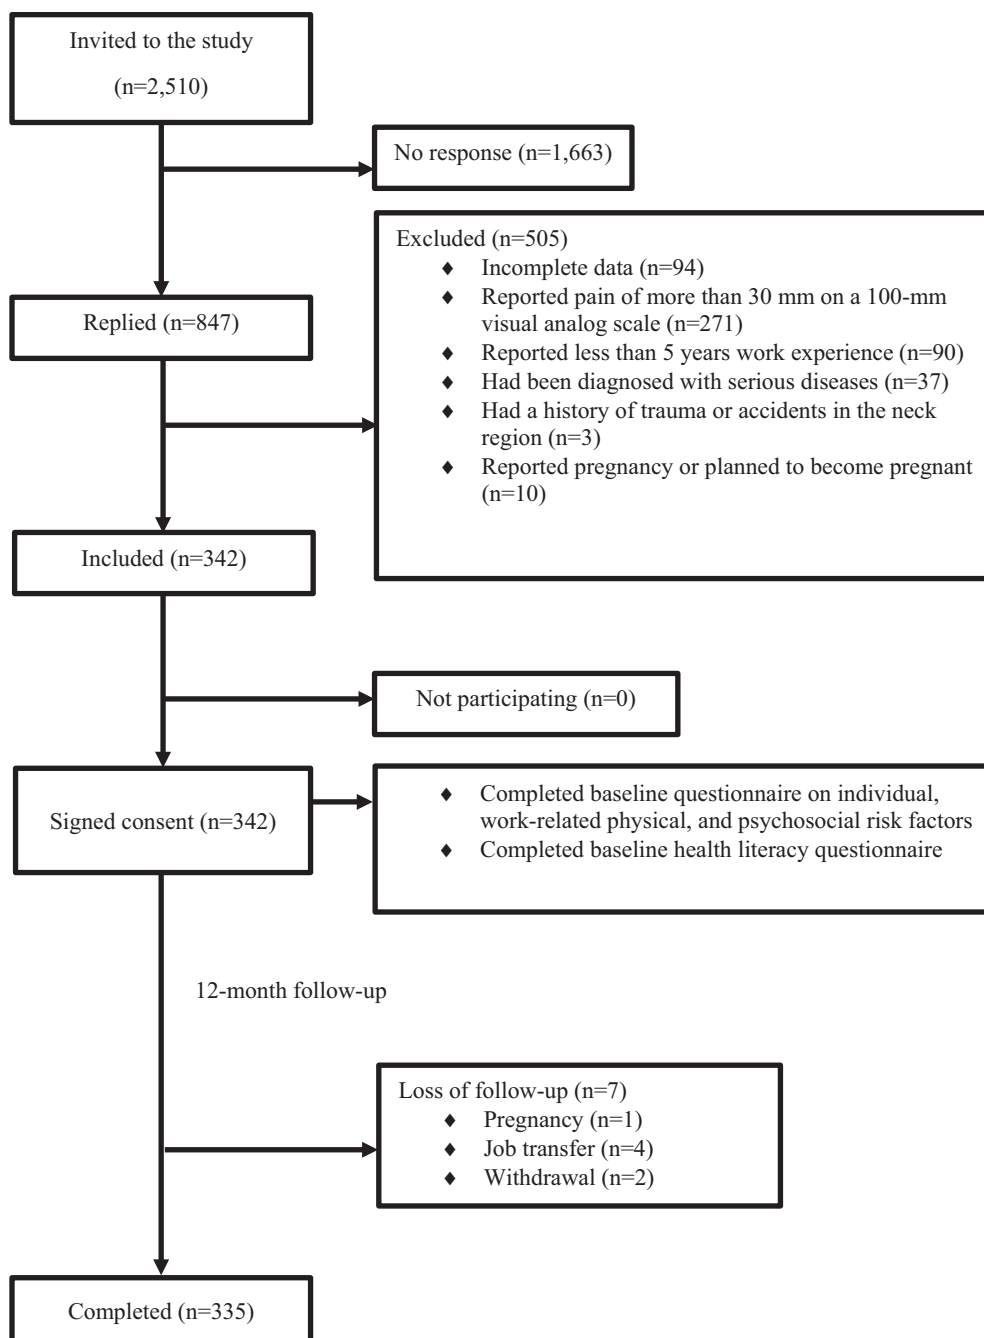 Invited to the study
(n=2,510)
No response (n=1,663)
Excluded (n=505)
♦ Incomplete data (n=94)
♦ Reported pain of more than 30 mm on a 100-mm
visual analog scale (n=271)
♦ Reported less than 5 years work experience (n=90)
♦ Had been diagnosed with serious diseases (n=37)
♦ Had a history of trauma or accidents in the neck
region (n=3)
♦ Reported pregnancy or planned to become pregnant
(n=10)
Replied (n=847)
Included (n=342)
Not participating (n=0)
Signed consent (n=342)
♦ Completed baseline questionnaire on individual,
work-related physical, and psychosocial risk factors
♦ Completed baseline health literacy questionnaire
12-month follow-up
Loss of follow-up (n=7)
♦ Pregnancy (n=1)
♦ Job transfer (n=4)
♦ Withdrawal (n=2)
Completed (n=335)